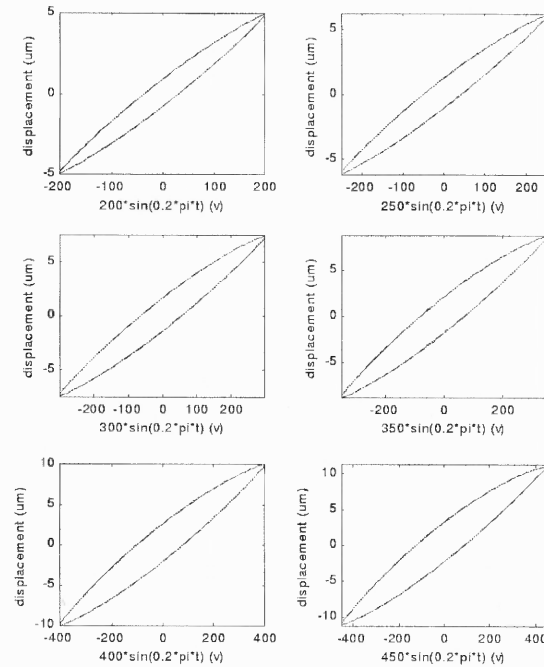 5
0
-5
displacement (um)
-200 -100 0 100 200
200*sin(0.2*pi*t) (v)
5
0
-5
displacement (um)
-200 -100 0 100 200
250*sin(0.2*pi*t) (v)
5
0
-5
displacement (um)
-200 -100 0 100 200
300*sin(0.2*pi*t) (v)
5
0
-5
displacement (um)
-200 0 200
350*sin(0.2*pi*t) (v)
10
5
0
-5
-10
displacement (um)
-400 -200 0 200 400
400*sin(0.2*pi*t) (v)
10
5
0
-5
-10
displacement (um)
-400 -200 0 200 400
450*sin(0.2*pi*t) (v)